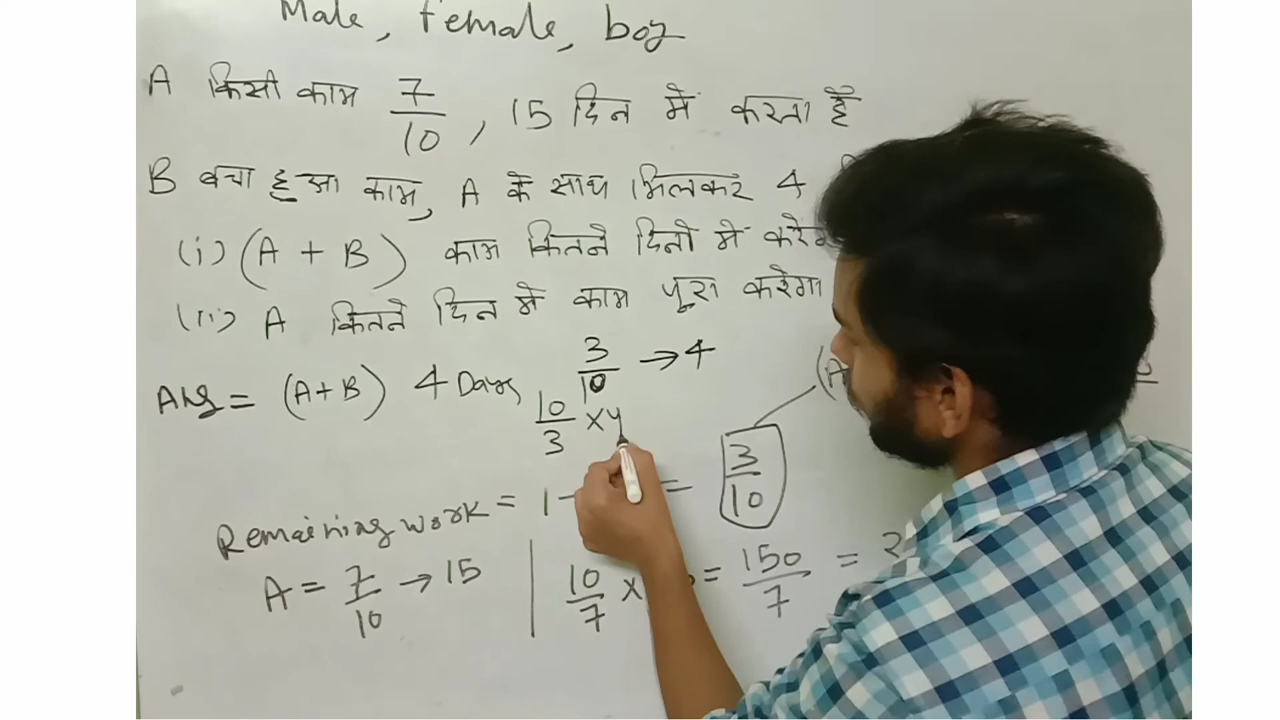 Male, Female, boy
A किसी काम 7/10, 15 दिन में करता है
B बचा हुआ काम, A के साथ मिलकर 4
(i) (A + B) काम कितने दिनो में करेग
(ii) A कितने दिन में काम पूरा करेगा
Ans = (A+B) 4 Days
3/10 → 4
10/3 × 4
(A
Remaining work = 1 - = 3/10
A = 7/10 → 15 | 10/7 × = 150/7 = 2